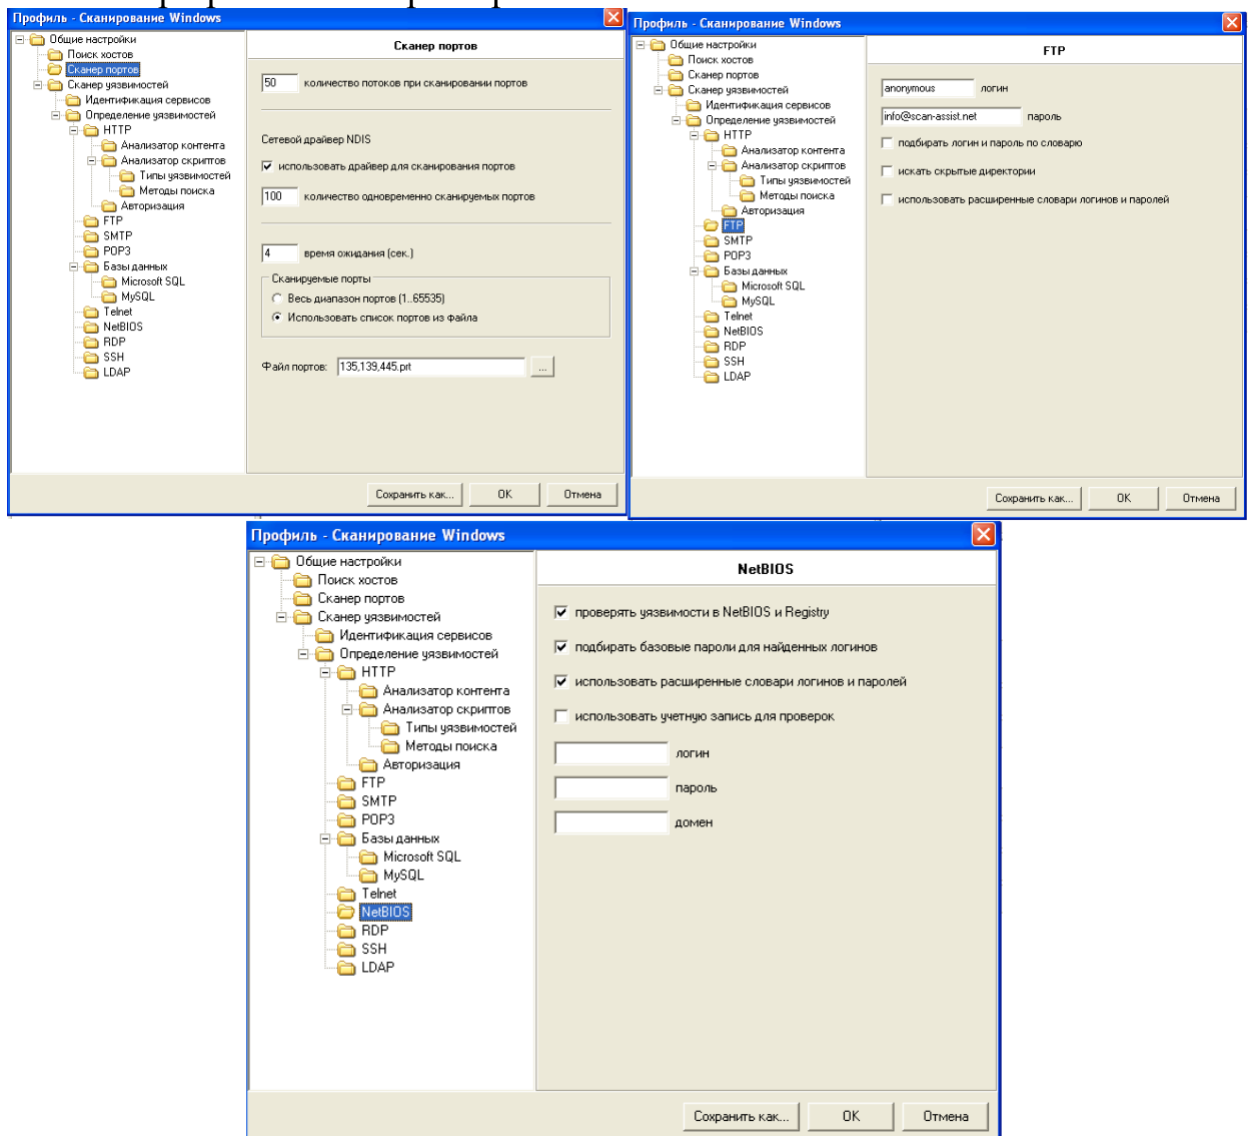 Профиль - Сканирование Windows
Общие настройки
Поиск хостов
Сканер портов
Сканер уязвимостей
Идентификация сервисов
Определение уязвимостей
HTTP
Анализатор контента
Анализатор скриптов
Типы уязвимостей
Методы поиска
Авторизация
FTP
SMTP
POP3
Базы данных
Microsoft SQL
MySQL
Telnet
NetBIOS
RDP
SSH
LDAP
Сканер портов
50 количество потоков при сканировании портов
Сетевой драйвер NDIS
использовать драйвер для сканирования портов
100 количество одновременно сканируемых портов
4 время ожидания (сек.)
Сканируемые порты
Весь диапазон портов (1..65535)
Использовать список портов из файла
Файл портов: 135,139,445.prt ...
Сохранить как... OK Отмена
Профиль - Сканирование Windows
Общие настройки
Поиск хостов
Сканер портов
Сканер уязвимостей
Идентификация сервисов
Определение уязвимостей
HTTP
Анализатор контента
Анализатор скриптов
Типы уязвимостей
Методы поиска
Авторизация
FTP
SMTP
POP3
Базы данных
Microsoft SQL
MySQL
Telnet
NetBIOS
RDP
SSH
LDAP
FTP
anonymous логин
info@scan-assist.net пароль
подбирать логин и пароль по словарю
искать скрытые директории
использовать расширенные словари логинов и паролей
Сохранить как... OK Отмена
Профиль - Сканирование Windows
Общие настройки
Поиск хостов
Сканер портов
Сканер уязвимостей
Идентификация сервисов
Определение уязвимостей
HTTP
Анализатор контента
Анализатор скриптов
Типы уязвимостей
Методы поиска
Авторизация
FTP
SMTP
POP3
Базы данных
Microsoft SQL
MySQL
Telnet
NetBIOS
RDP
SSH
LDAP
NetBIOS
проверять уязвимости в NetBIOS и Registry
подбирать базовые пароли для найденных логинов
использовать расширенные словари логинов и паролей
использовать учетную запись для проверок
логин
пароль
домен
Сохранить как... OK Отмена